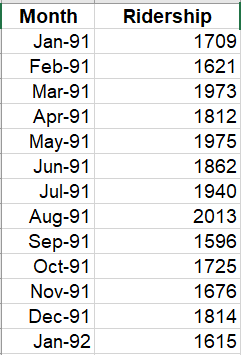 Month Ridership
Jan-91 1709
Feb-91 1621
Mar-91 1973
Apr-91 1812
May-91 1975
Jun-91 1862
Jul-91 1940
Aug-91 2013
Sep-91 1596
Oct-91 1725
Nov-91 1676
Dec-91 1814
Jan-92 1615